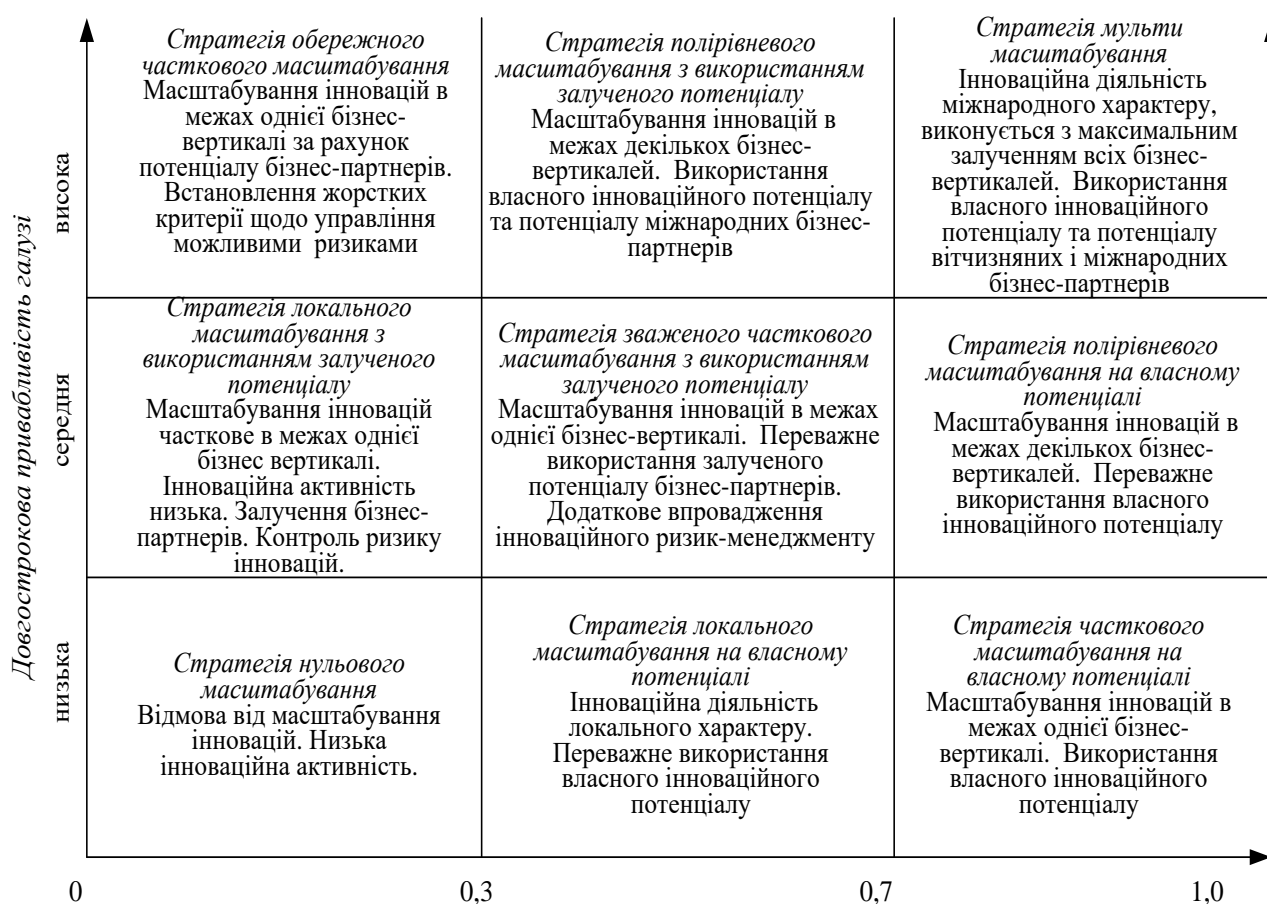 Довгострокова привабливість галузі
висока
Стратегія обережного
часткового масштабування
Масштабування інновацій в
межах однієї бізнес-
вертикалі за рахунок
потенціалу бізнес-партнерів.
Встановлення жорстких
критерії щодо управління
можливими  ризиками
Стратегія полірівневого
масштабування з використанням
залученого потенціалу
Масштабування інновацій в
межах декількох бізнес-
вертикалей.  Використання
власного інноваційного потенціалу
та потенціалу міжнародних бізнес-
партнерів
Стратегія мульти
масштабування
Інноваційна діяльність
міжнародного характеру,
виконується з максимальним
залученням всіх бізнес-
вертикалей.  Використання
власного інноваційного
потенціалу та потенціалу
вітчизняних і міжнародних
бізнес-партнерів
середня
Стратегія локального
масштабування з
використанням залученого
потенціалу
Масштабування інновацій
часткове в межах однієї
бізнес вертикалі.
Інноваційна активність
низька. Залучення бізнес-
партнерів. Контроль ризику
інновацій.
Стратегія зваженого часткового
масштабування з використанням
залученого потенціалу
Масштабування інновацій в межах
однієї бізнес-вертикалі.  Переважне
використання залученого
потенціалу бізнес-партнерів.
Додаткове впровадження
інноваційного ризик-менеджменту
Стратегія полірівневого
масштабування на власному
потенціалі
Масштабування інновацій в
межах декількох бізнес-
вертикалей.  Переважне
використання власного
інноваційного потенціалу
низька
Стратегія нульового
масштабування
Відмова від масштабування
інновацій. Низька
інноваційна активність.
Стратегія локального
масштабування на власному
потенціалі
Інноваційна діяльність
локального характеру.
Переважне використання
власного інноваційного
потенціалу
Стратегія часткового
масштабування на
власному потенціалі
Масштабування інновацій в
межах однієї бізнес-
вертикалі.  Використання
власного інноваційного
потенціалу
0 0,3 0,7 1,0